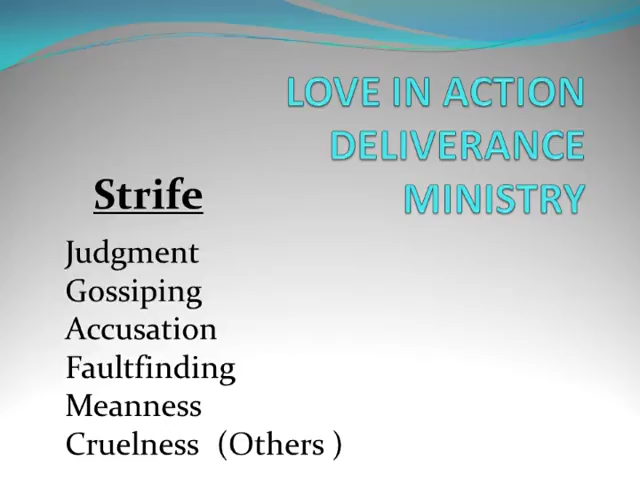 LOVE IN ACTION
DELIVERANCE
MINISTRY
Strife
Judgment
Gossiping
Accusation
Faultfinding
Meanness
Cruelness (Others )